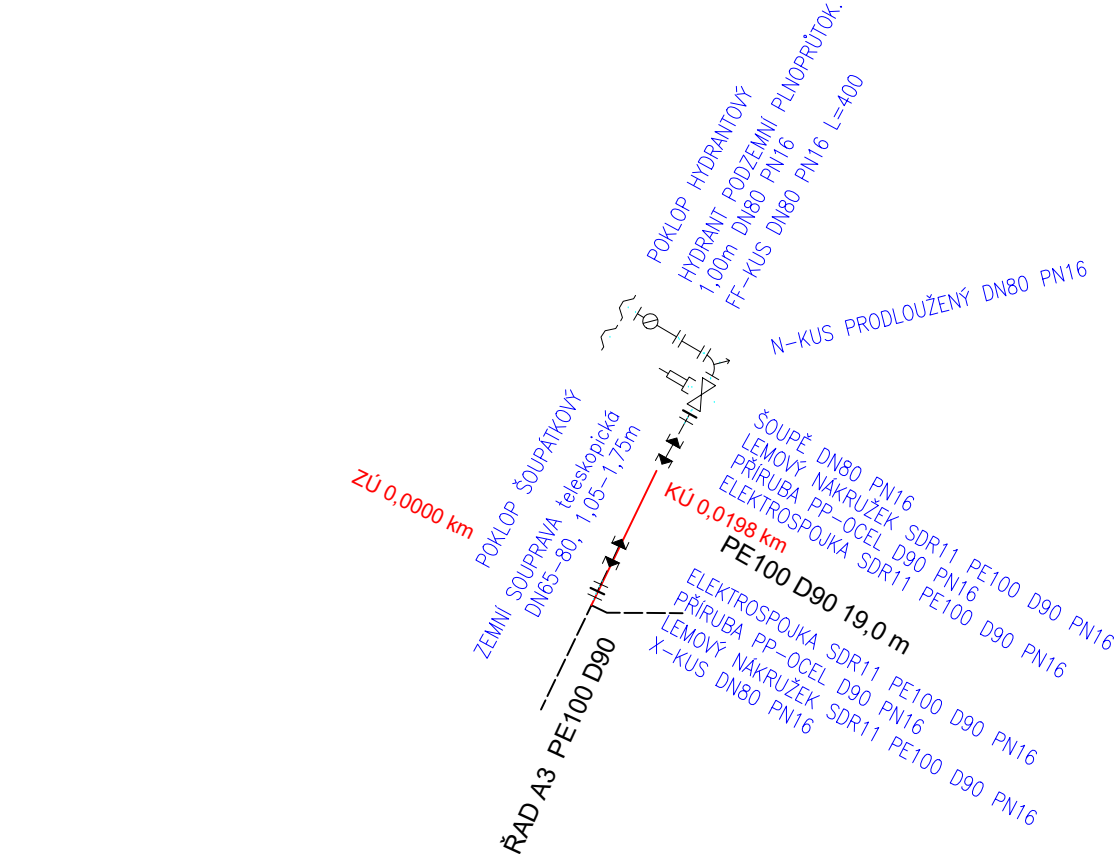 POKLOP HYDRANTOVÝ
HYDRANT PODZEMNÍ PLNOPRŮTOK.
1,00m DN80 PN16
FF-KUS DN80 PN16 L=400
N-KUS PRODLOUŽENÝ DN80 PN16
POKLOP ŠOUPÁTKOVÝ
ZEMNÍ SOUPRAVA teleskopická
DN65-80, 1,05-1,75m
ŠOUPĚ DN80 PN16
LEMOVÝ NÁKRUŽEK SDR11 PE100 D90 PN16
PŘÍRUBA PP-OCEL D90 PN16
ELEKTROSPOJKA SDR11 PE100 D90 PN16
ZÚ 0,0000 km
KÚ 0,0198 km
PE100 D90 19,0 m
ELEKTROSPOJKA SDR11 PE100 D90 PN16
PŘÍRUBA PP-OCEL D90 PN16
LEMOVÝ NÁKRUŽEK SDR11 PE100 D90 PN16
X-KUS DN80 PN16
ŘAD A3 PE100 D90